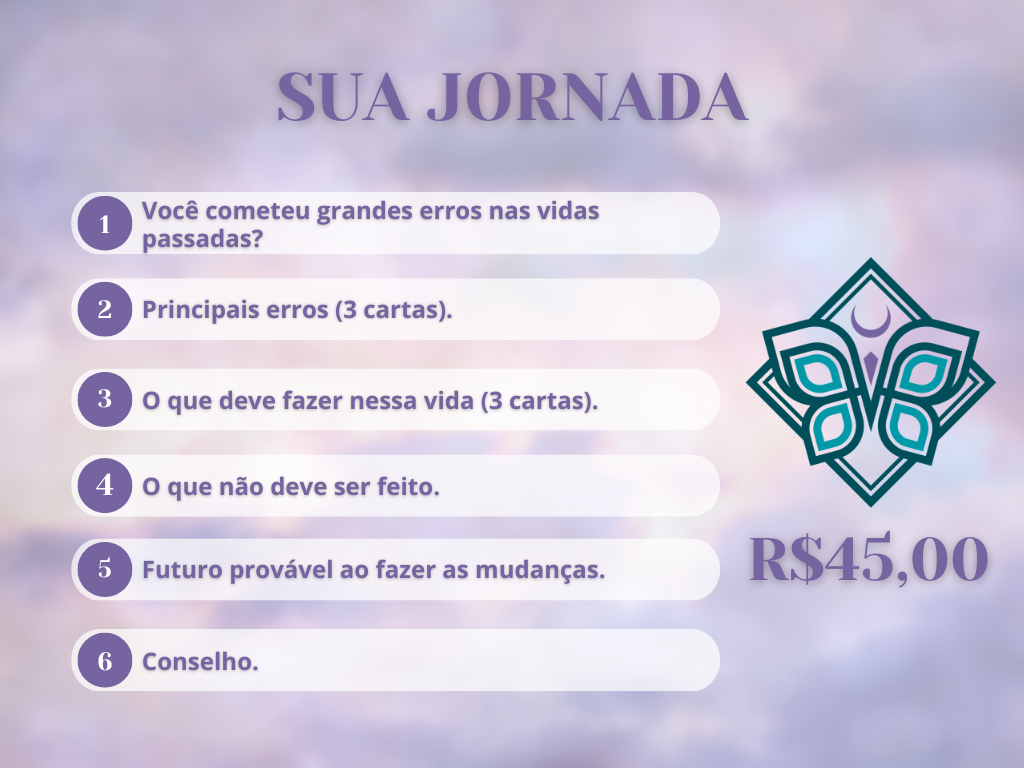 SUA JORNADA
1
Você cometeu grandes erros nas vidas
passadas?
2
Principais erros (3 cartas).
3
O que deve fazer nessa vida (3 cartas).
4
O que não deve ser feito.
5
Futuro provável ao fazer as mudanças.
6
Conselho.
R$45,00